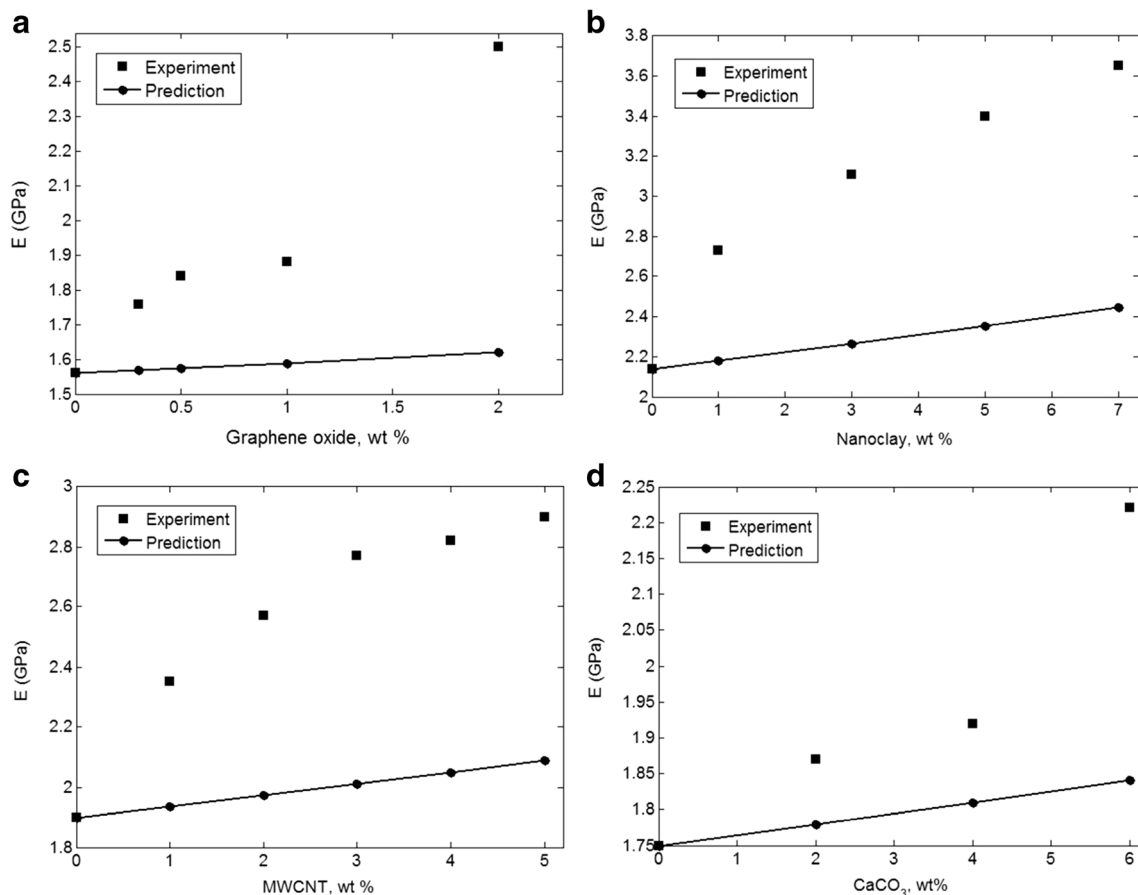 a
2.5
2.4
2.3
2.2
2.1
2
1.9
1.8
1.7
1.6
1.5
E (GPa)
Experiment
Prediction
0 0.5 1 1.5 2
Graphene oxide, wt %
b
3.8
3.6
3.4
3.2
3
2.8
2.6
2.4
2.2
2
E (GPa)
Experiment
Prediction
0 1 2 3 4 5 6 7
Nanoclay, wt %
c
3
2.8
2.6
2.4
2.2
2
1.8
E (GPa)
Experiment
Prediction
0 1 2 3 4 5
MWCNT, wt %
d
2.25
2.2
2.15
2.1
2.05
2
1.95
1.9
1.85
1.8
1.75
E (GPa)
Experiment
Prediction
0 1 2 3 4 5 6
CaCO₃, wt%